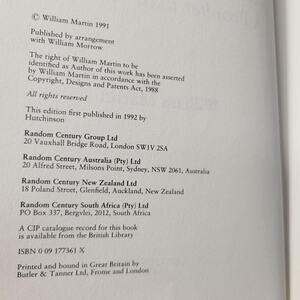 © William Martin 1991
Published by arrangement
with William Morrow
The right of William Martin to be
identified as Author of this work has been asserted
by William Martin in accordance with the
Copyright, Designs and Patents Act, 1988
All rights reserved
This edition first published in 1992 by
Hutchinson
Random Century Group Ltd
20 Vauxhall Bridge Road, London SW1V 2SA
Random Century Australia (Pty) Ltd
20 Alfred Street, Milsons Point, Sydney, NSW 2061, Australia
Random Century New Zealand Ltd
18 Poland Street, Glenfield, Auckland, New Zealand
Random Century South Africa (Pty) Ltd
PO Box 337, Bergvlei, 2012, South Africa
A CIP catalogue record for this book
is available from the British Library
ISBN 0 09 177361 X
Printed and bound in Great Britain by
Butler & Tanner Ltd, Frome and London